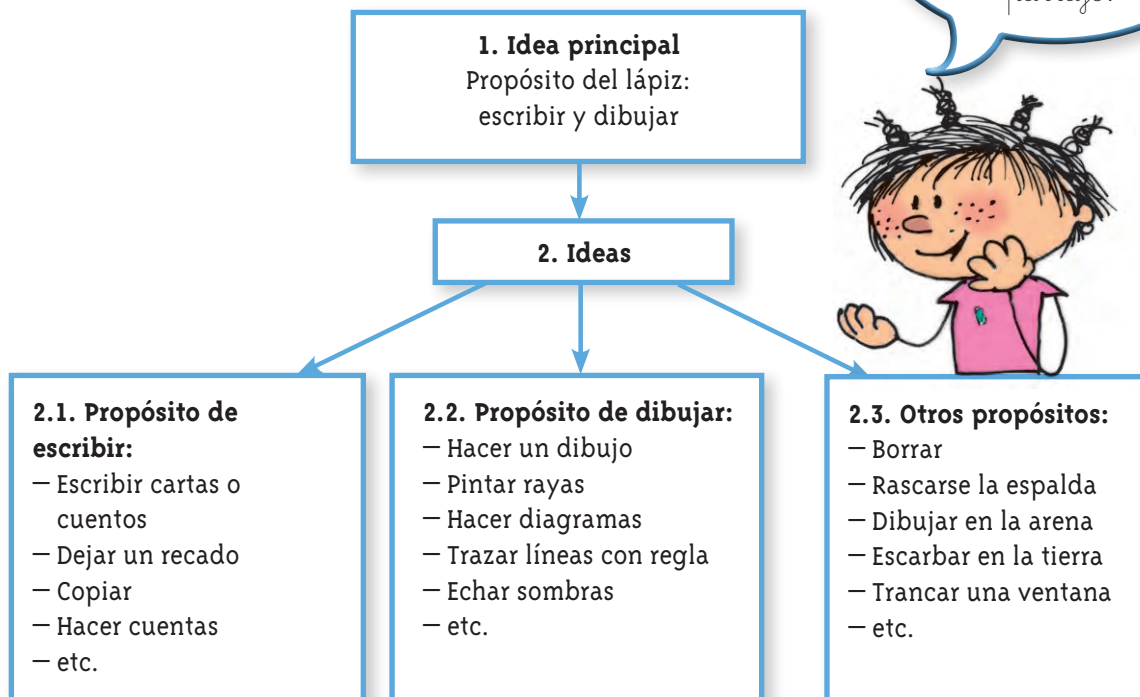 1. Idea principal
Propósito del lápiz:
escribir y dibujar
2. Ideas
2.1. Propósito de
escribir:
— Escribir cartas o
cuentos
— Dejar un recado
— Copiar
— Hacer cuentas
— etc.
2.2. Propósito de dibujar:
— Hacer un dibujo
— Pintar rayas
— Hacer diagramas
— Trazar líneas con regla
— Echar sombras
— etc.
2.3. Otros propósitos:
— Borrar
— Rascarse la espalda
— Dibujar en la arena
— Escarbar en la tierra
— Trancar una ventana
— etc.